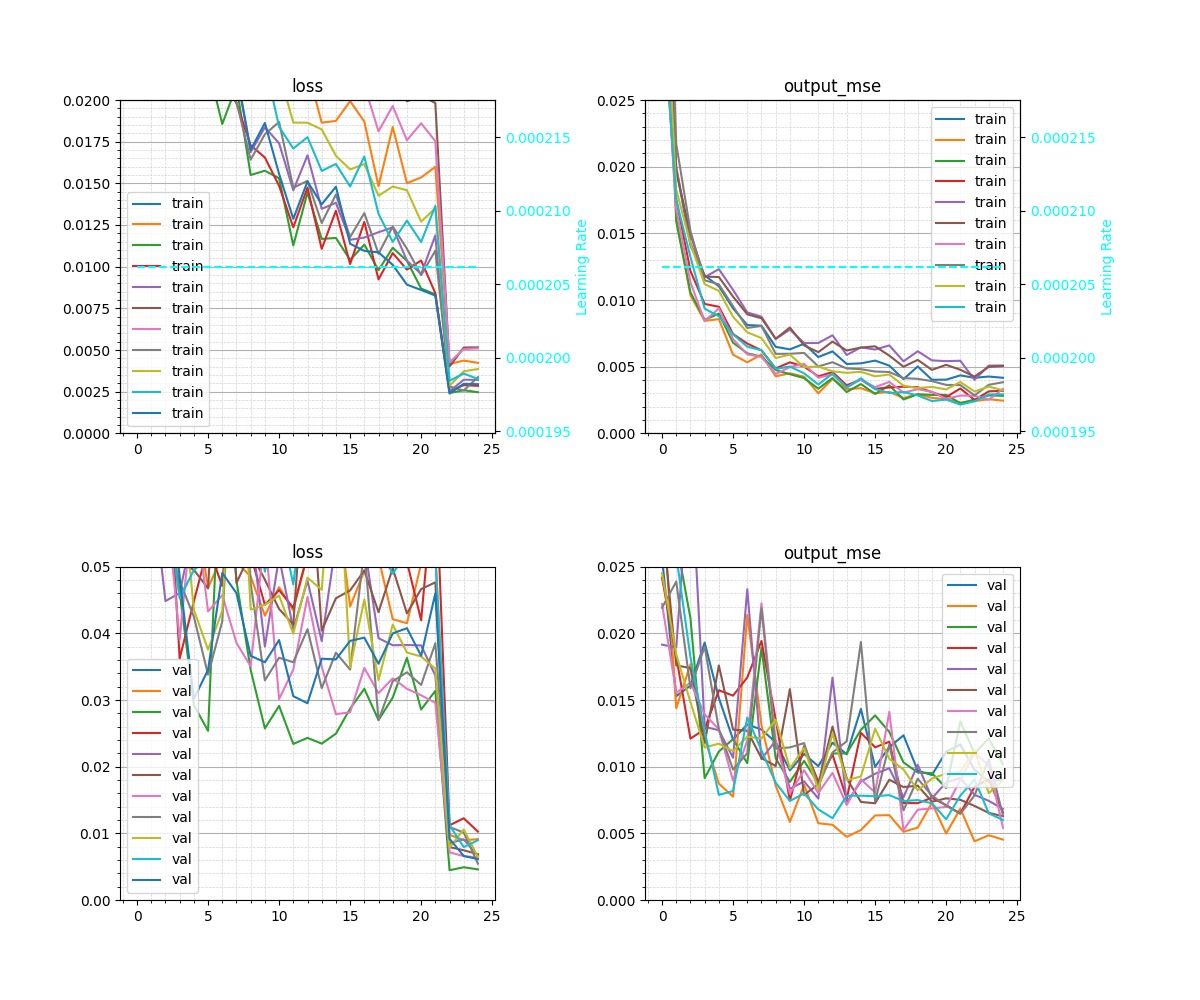 loss
0.0200
0.0175
0.0150
0.0125
0.0100
0.0075
0.0050
0.0025
0.0000
train
train
train
train
train
train
train
train
train
train
train
0 5 10 15 20 25
0.000215
0.000210
0.000205
0.000200
0.000195
Learning Rate
output_mse
0.025
0.020
0.015
0.010
0.005
0.000
train
train
train
train
train
train
train
train
train
train
0 5 10 15 20 25
0.000215
0.000210
0.000205
0.000200
0.000195
Learning Rate
loss
0.05
0.04
0.03
0.02
0.01
0.00
val
val
val
val
val
val
val
val
val
val
val
0 5 10 15 20 25
output_mse
0.025
0.020
0.015
0.010
0.005
0.000
val
val
val
val
val
val
val
val
val
val
0 5 10 15 20 25